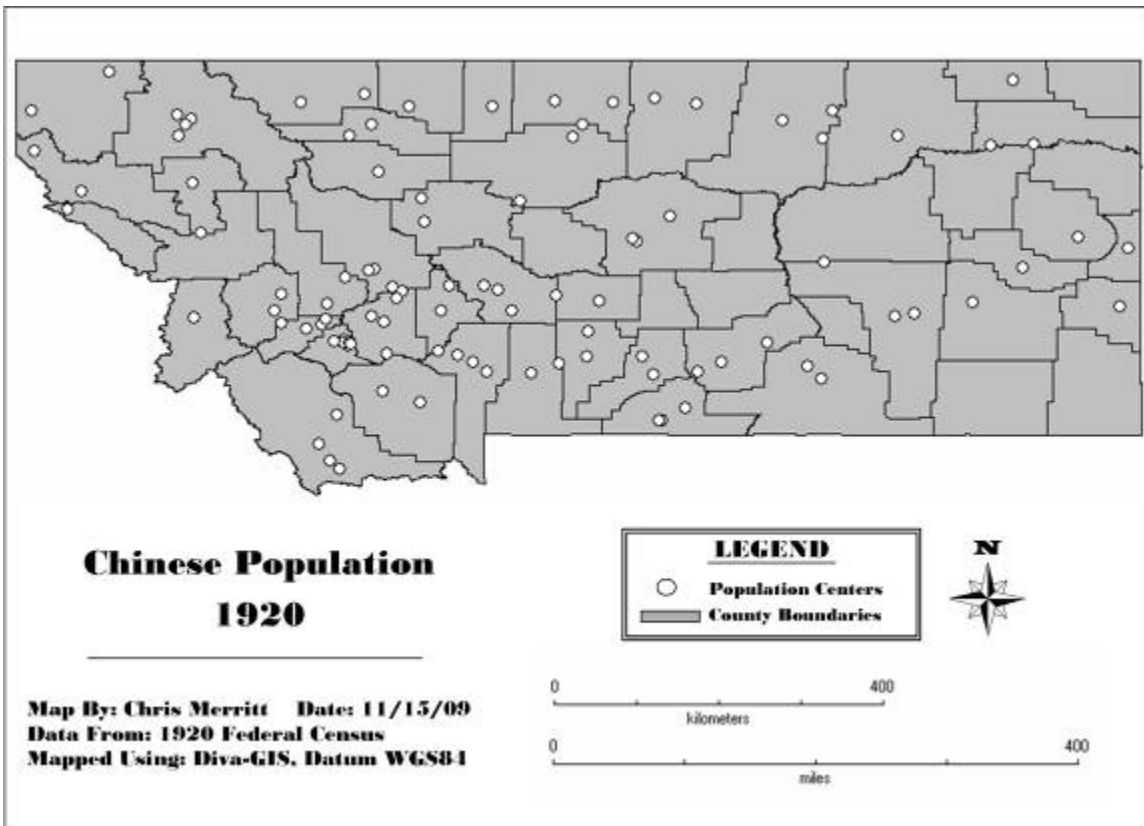 Chinese Population
1920
Map By: Chris Merritt Date: 11/15/09
Data From: 1920 Federal Census
Mapped Using: Diva-GIS, Datum WGS84
LEGEND
Population Centers
County Boundaries
N
0 400
kilometers
0 400
miles